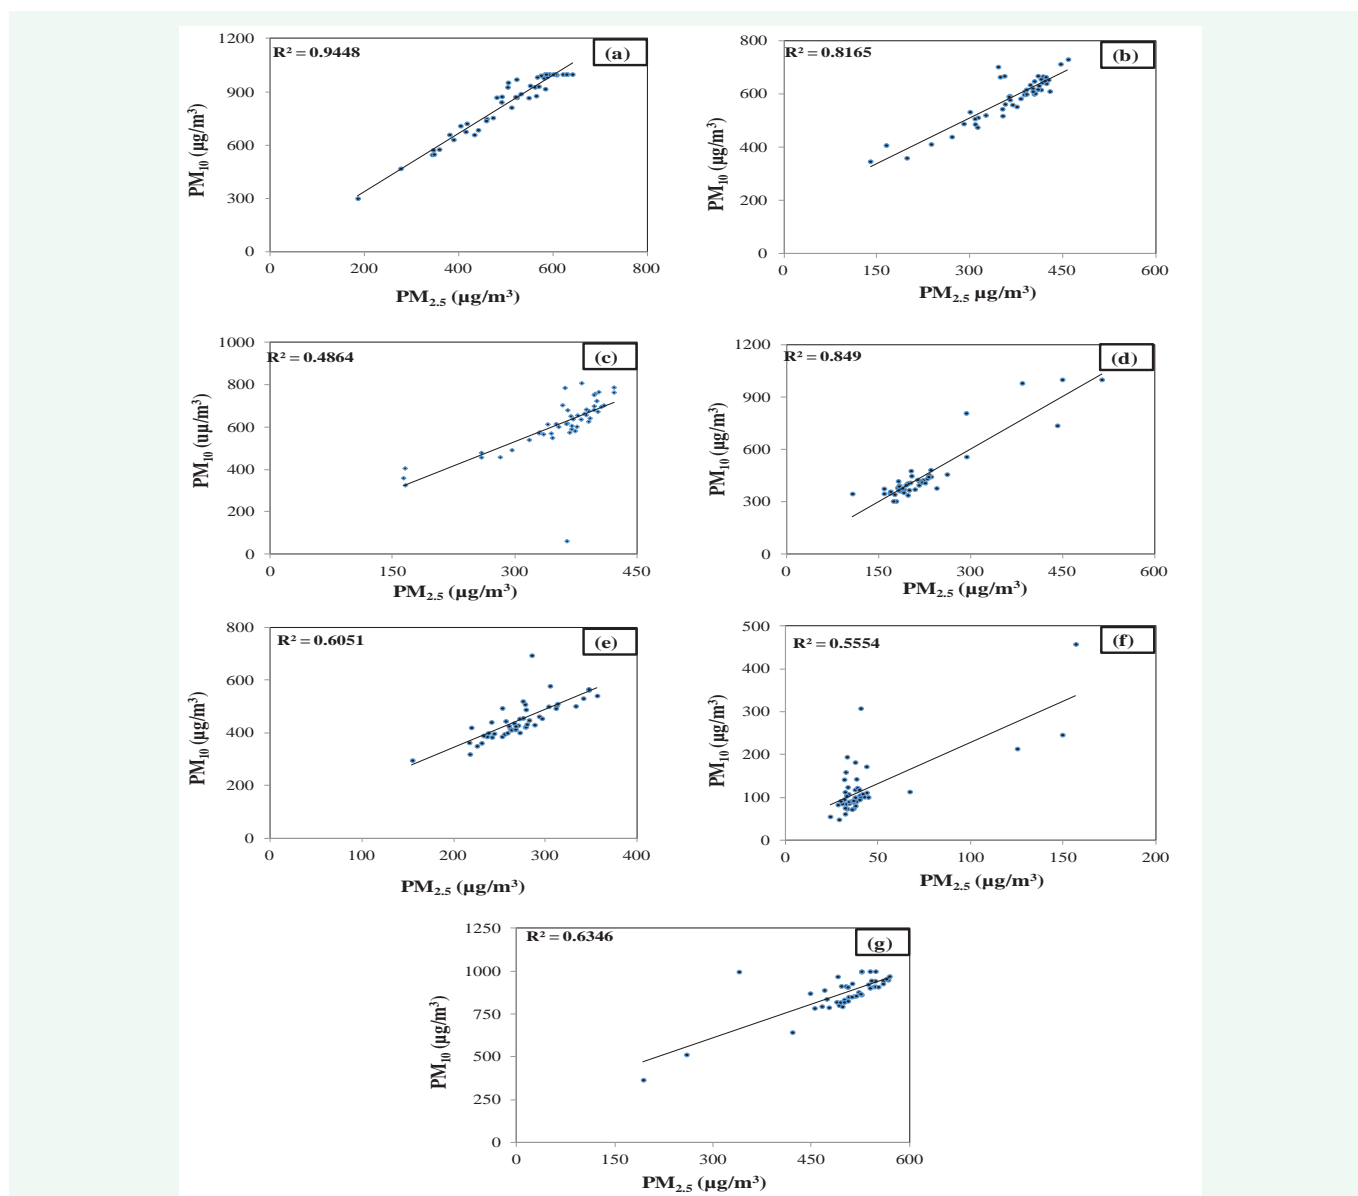 R² = 0.9448
(a)
1200
900
600
300
0
PM₁₀ (µg/m³)
0 200 400 600 800
PM₂.₅ (µg/m³)
R² = 0.8165
(b)
800
600
400
200
0
PM₁₀ (µg/m³)
0 150 300 450 600
PM₂.₅ µg/m³)
R² = 0.4864
(c)
1000
800
600
400
200
0
PM₁₀ (uµ/m³)
0 150 300 450
PM₂.₅ (µg/m³)
R² = 0.849
(d)
1200
900
600
300
0
PM₁₀ (µg/m³)
0 150 300 450 600
PM₂.₅ (µg/m³)
R² = 0.6051
(e)
800
600
400
200
0
PM₁₀ (µg/m³)
0 100 200 300 400
PM₂.₅ (µg/m³)
R² = 0.5554
(f)
500
400
300
200
100
0
PM₁₀ (µg/m³)
0 50 100 150 200
PM₂.₅ (µg/m³)
R² = 0.6346
(g)
1250
1000
750
500
250
0
PM₁₀ (µg/m³)
0 150 300 450 600
PM₂.₅ (µg/m³)